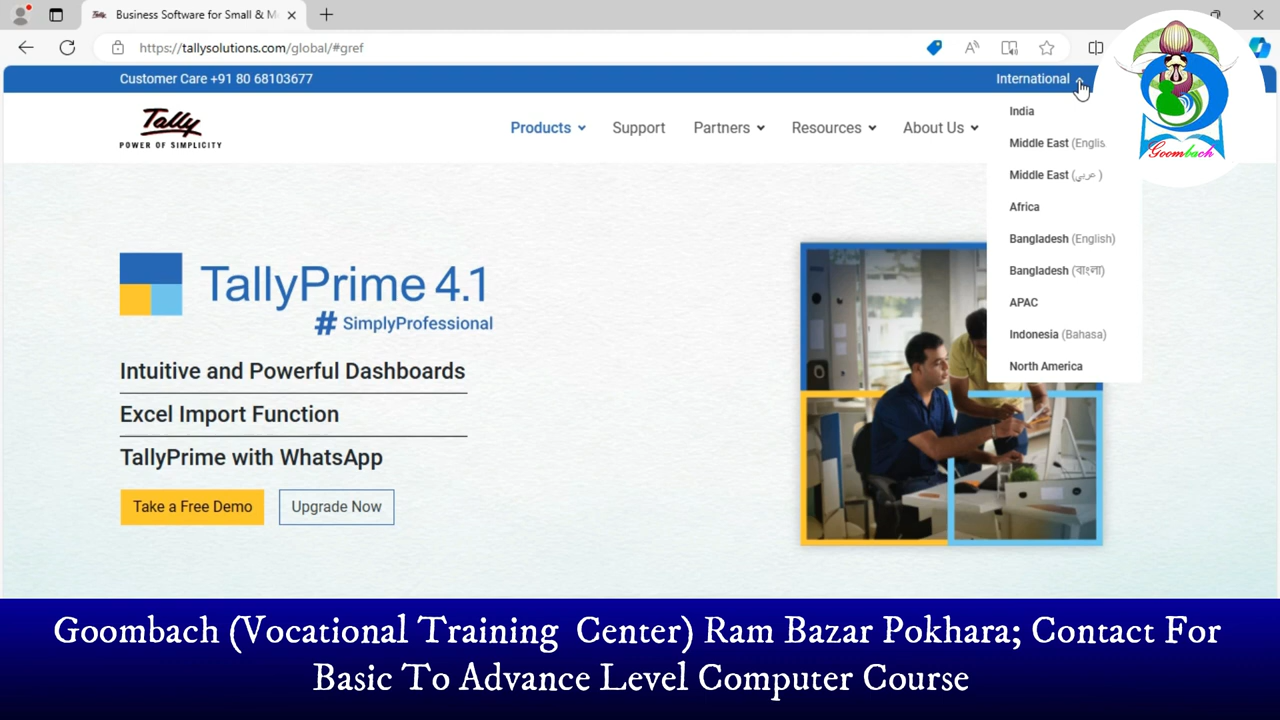 Business Software for Small & M
https://tallysolutions.com/global/#gref
Customer Care +91 80 68103677
International
India
Middle East (Englis
Middle East (عربي)
Africa
Bangladesh (English)
Bangladesh (বাংলা)
APAC
Indonesia (Bahasa)
North America
Tally
POWER OF SIMPLICITY
Products
Support
Partners
Resources
About Us
Goombach
TallyPrime 4.1
# SimplyProfessional
Intuitive and Powerful Dashboards
Excel Import Function
TallyPrime with WhatsApp
Take a Free Demo
Upgrade Now
Goombach (Vocational Training Center) Ram Bazar Pokhara; Contact For
Basic To Advance Level Computer Course